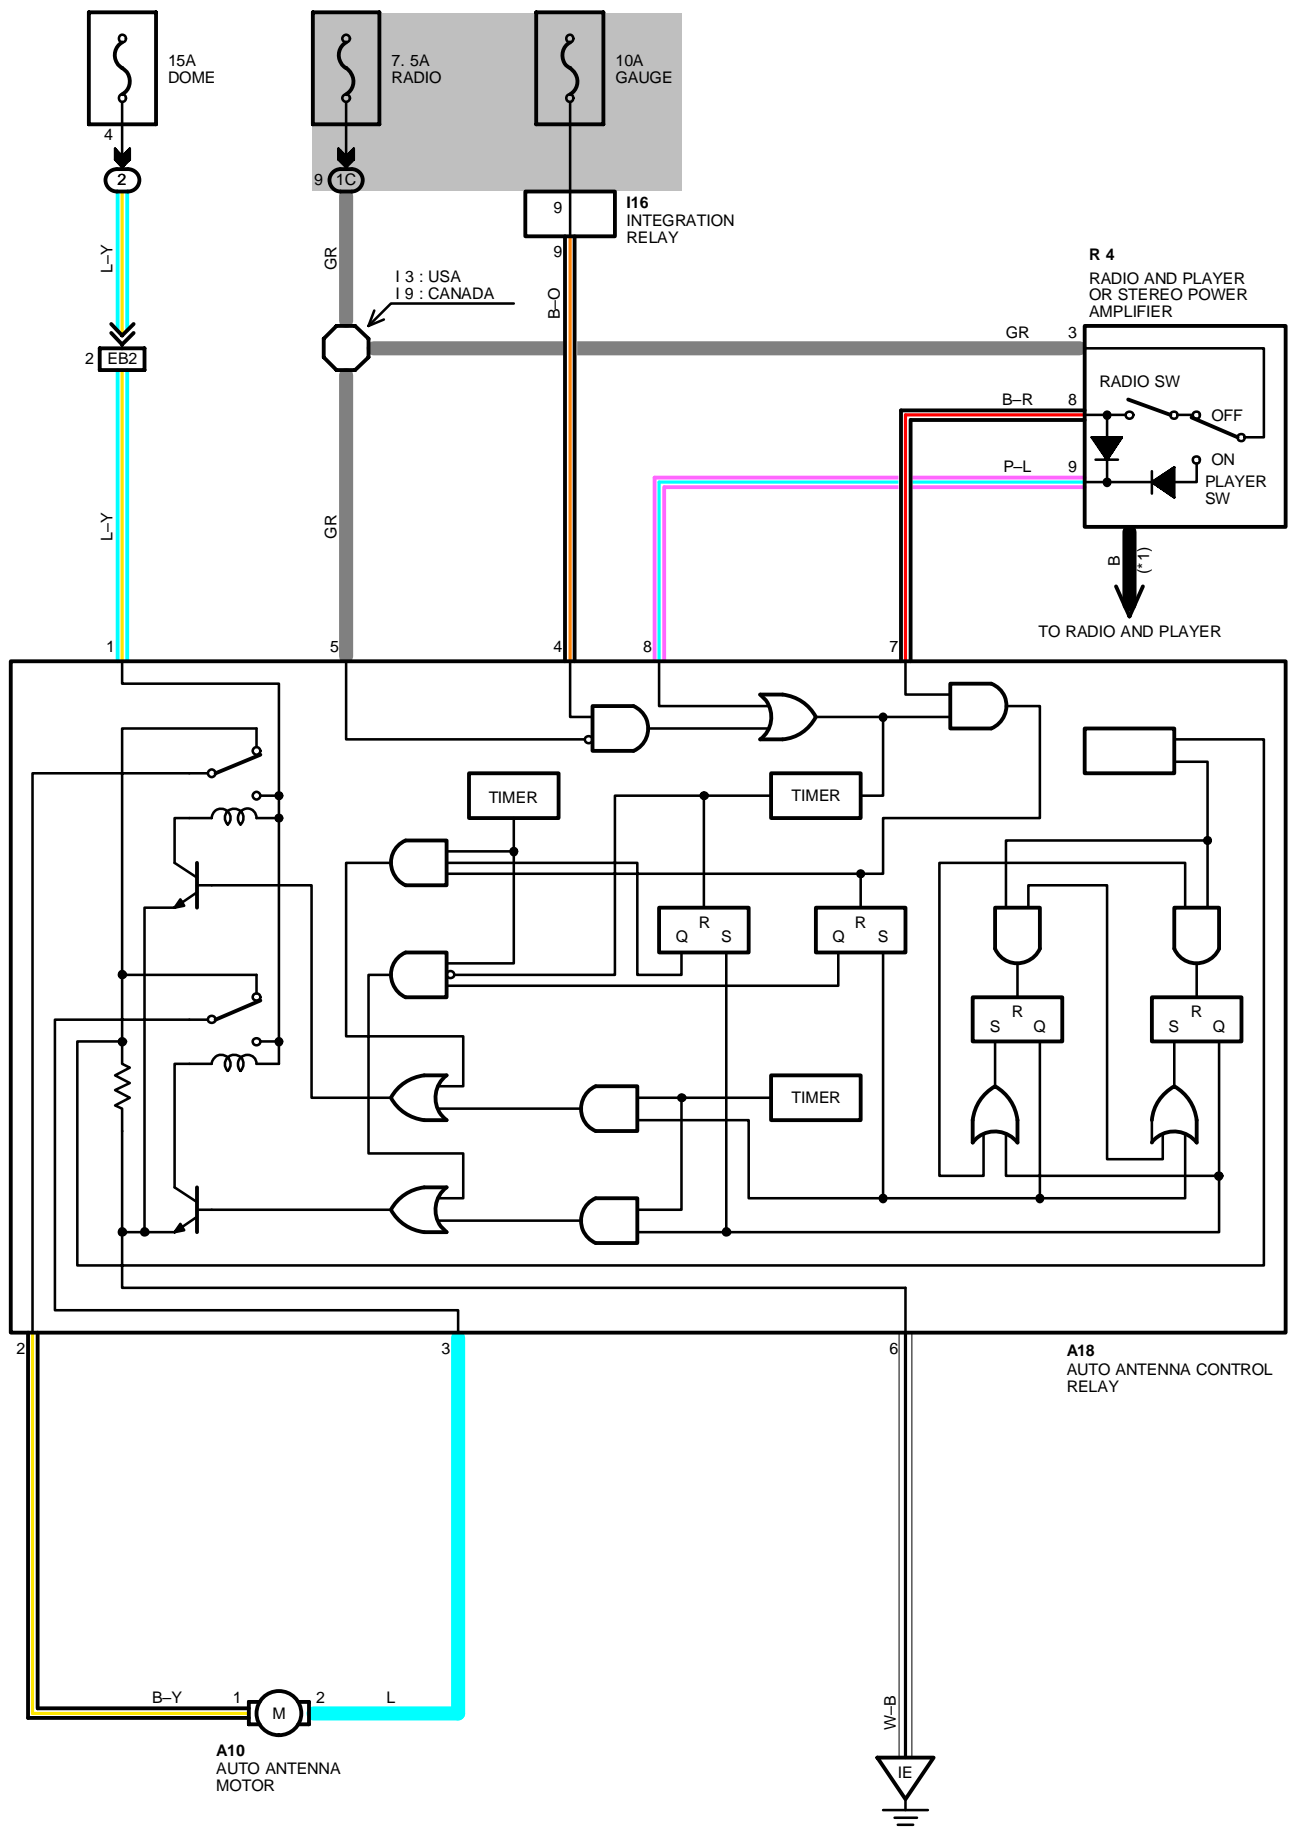 15A
DOME
7. 5A
RADIO
10A
GAUGE
4
2
9
1C
9
I16
INTEGRATION
RELAY
9
L–Y
GR
B–O
I 3 : USA
I 9 : CANADA
2
EB2
R 4
RADIO AND PLAYER
OR STEREO POWER
AMPLIFIER
GR
3
RADIO SW
B–R
8
OFF
P–L
9
ON
PLAYER
SW
L–Y
GR
B
(*1)
TO RADIO AND PLAYER
1
5
4
8
7
TIMER
TIMER
R
Q
S
R
Q
S
R
S
Q
R
S
Q
TIMER
2
3
6
A18
AUTO ANTENNA CONTROL
RELAY
B–Y
1
M
2
L
W–B
A10
AUTO ANTENNA
MOTOR
IE